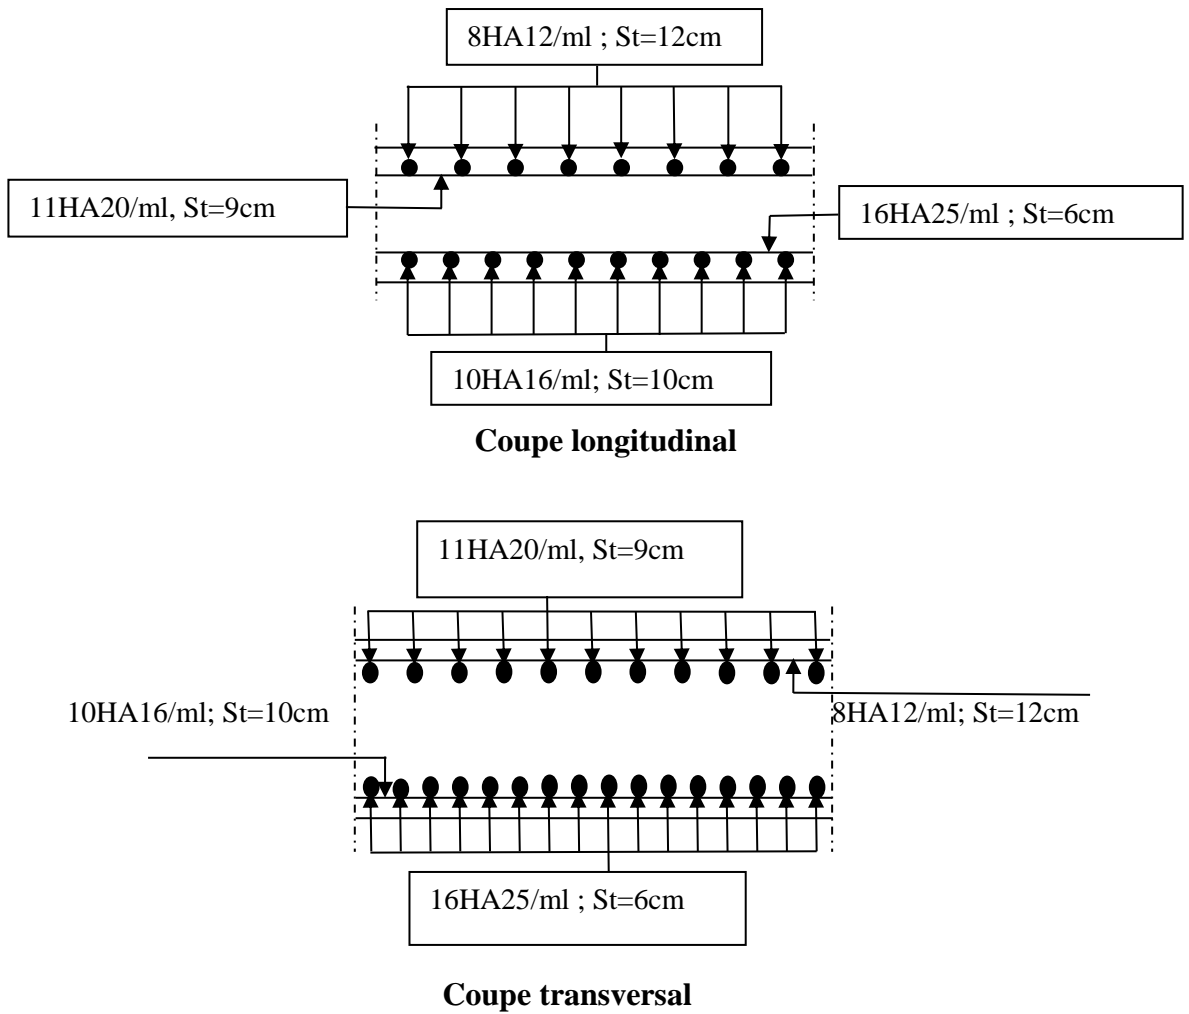 8HA12/ml ; St=12cm
11HA20/ml, St=9cm
16HA25/ml ; St=6cm
10HA16/ml; St=10cm
Coupe longitudinal
11HA20/ml, St=9cm
10HA16/ml; St=10cm
8HA12/ml; St=12cm
16HA25/ml ; St=6cm
Coupe transversal